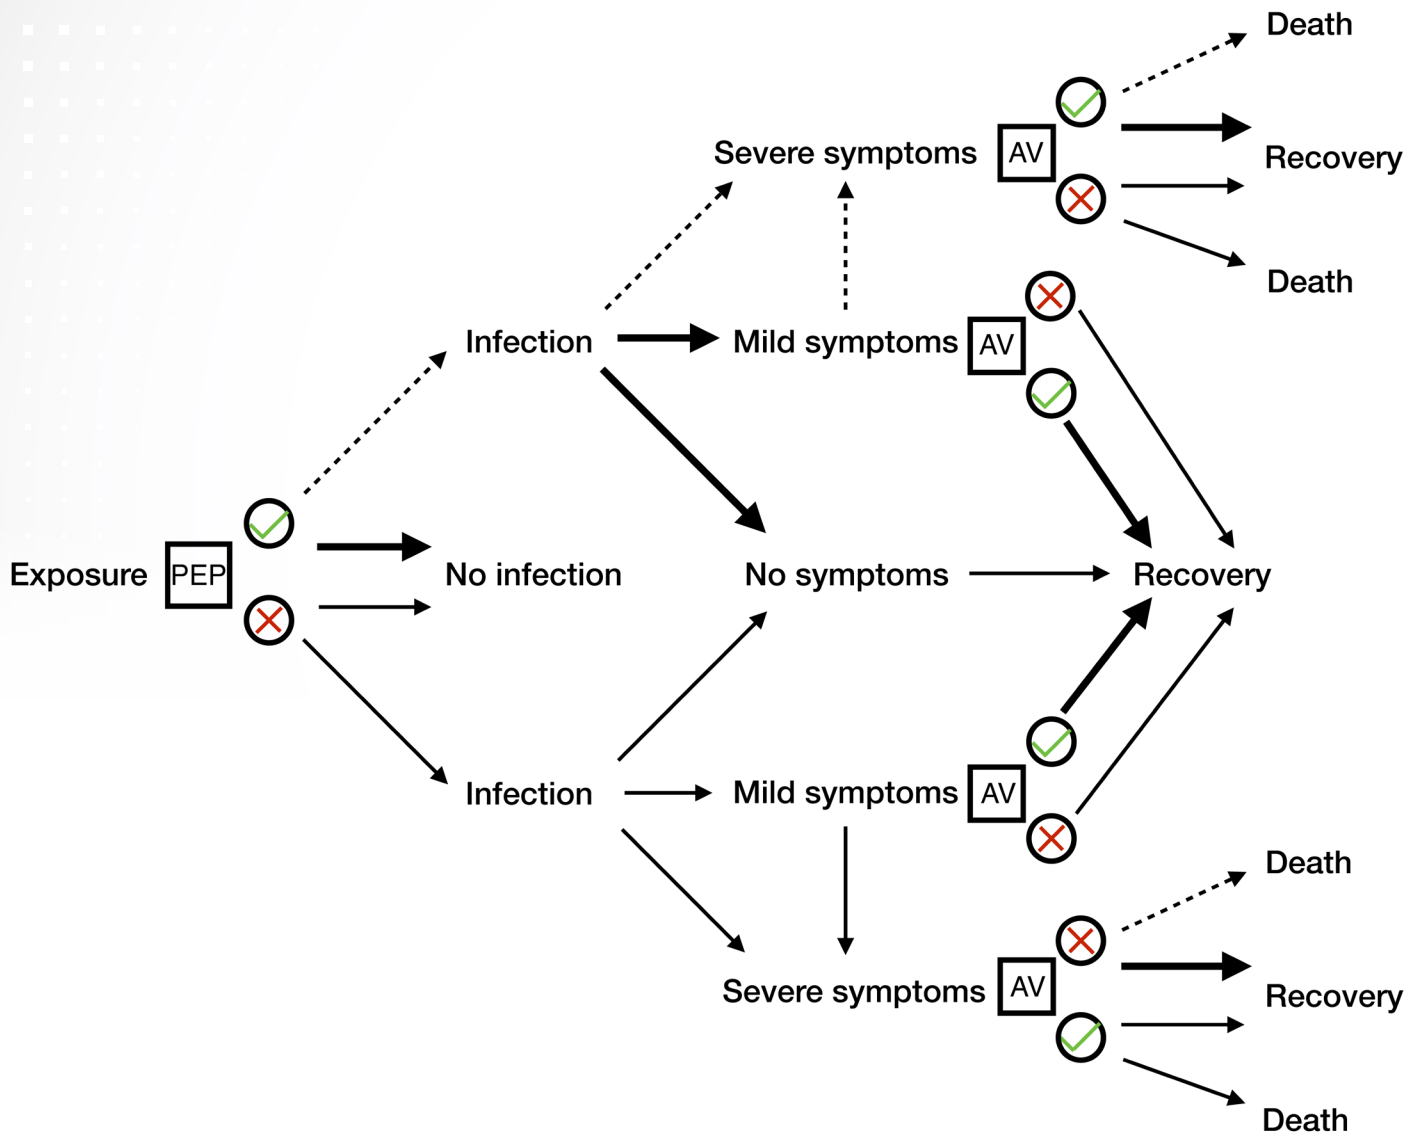 Death
Severe symptoms AV
Recovery
Death
Infection Mild symptoms AV
Exposure PEP No infection No symptoms Recovery
Infection Mild symptoms AV
Death
Severe symptoms AV
Recovery
Death